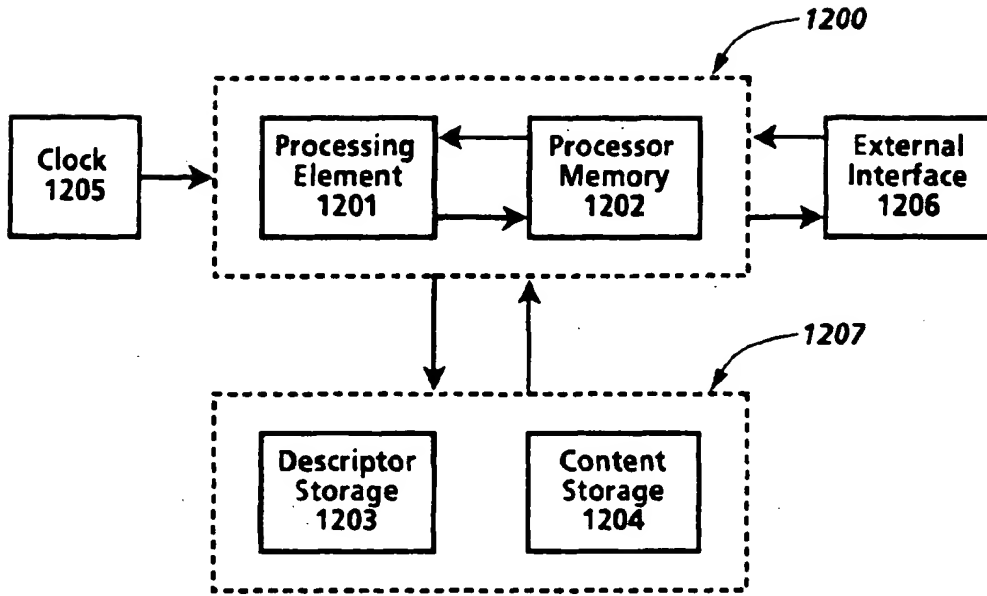 1200
Clock
1205
Processing
Element
1201
Processor
Memory
1202
External
Interface
1206
1207
Descriptor
Storage
1203
Content
Storage
1204